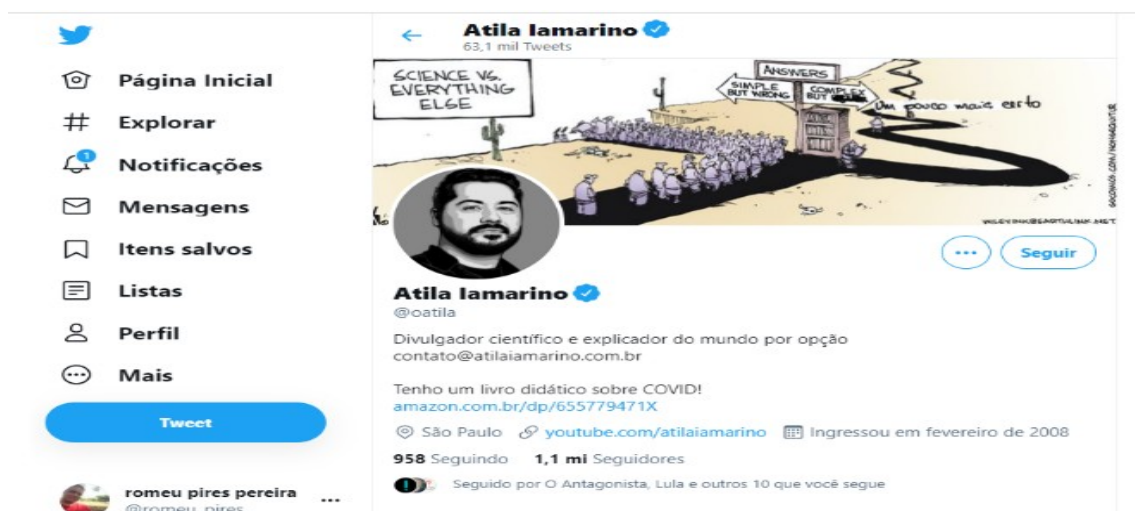 Página Inicial
Explorar
Notificações
1
Mensagens
Itens salvos
Listas
Perfil
Mais
Tweet
romeu pires pereira
@romeu_pires
Atila Iamarino
63,1 mil Tweets
SCIENCE VS.
EVERYTHING
ELSE
ANSWERS
SIMPLE
BUT WRONG
COMPLEX
BUT
um pouco mais certo
Seguir
Atila Iamarino
@oatila
Divulgador científico e explicador do mundo por opção
contato@atilaiamarino.com.br
Tenho um livro didático sobre COVID!
amazon.com.br/dp/655779471X
São Paulo youtube.com/atilaiamarino Ingressou em fevereiro de 2008
958 Seguindo 1,1 mi Seguidores
Seguido por O Antagonista, Lula e outros 10 que você segue